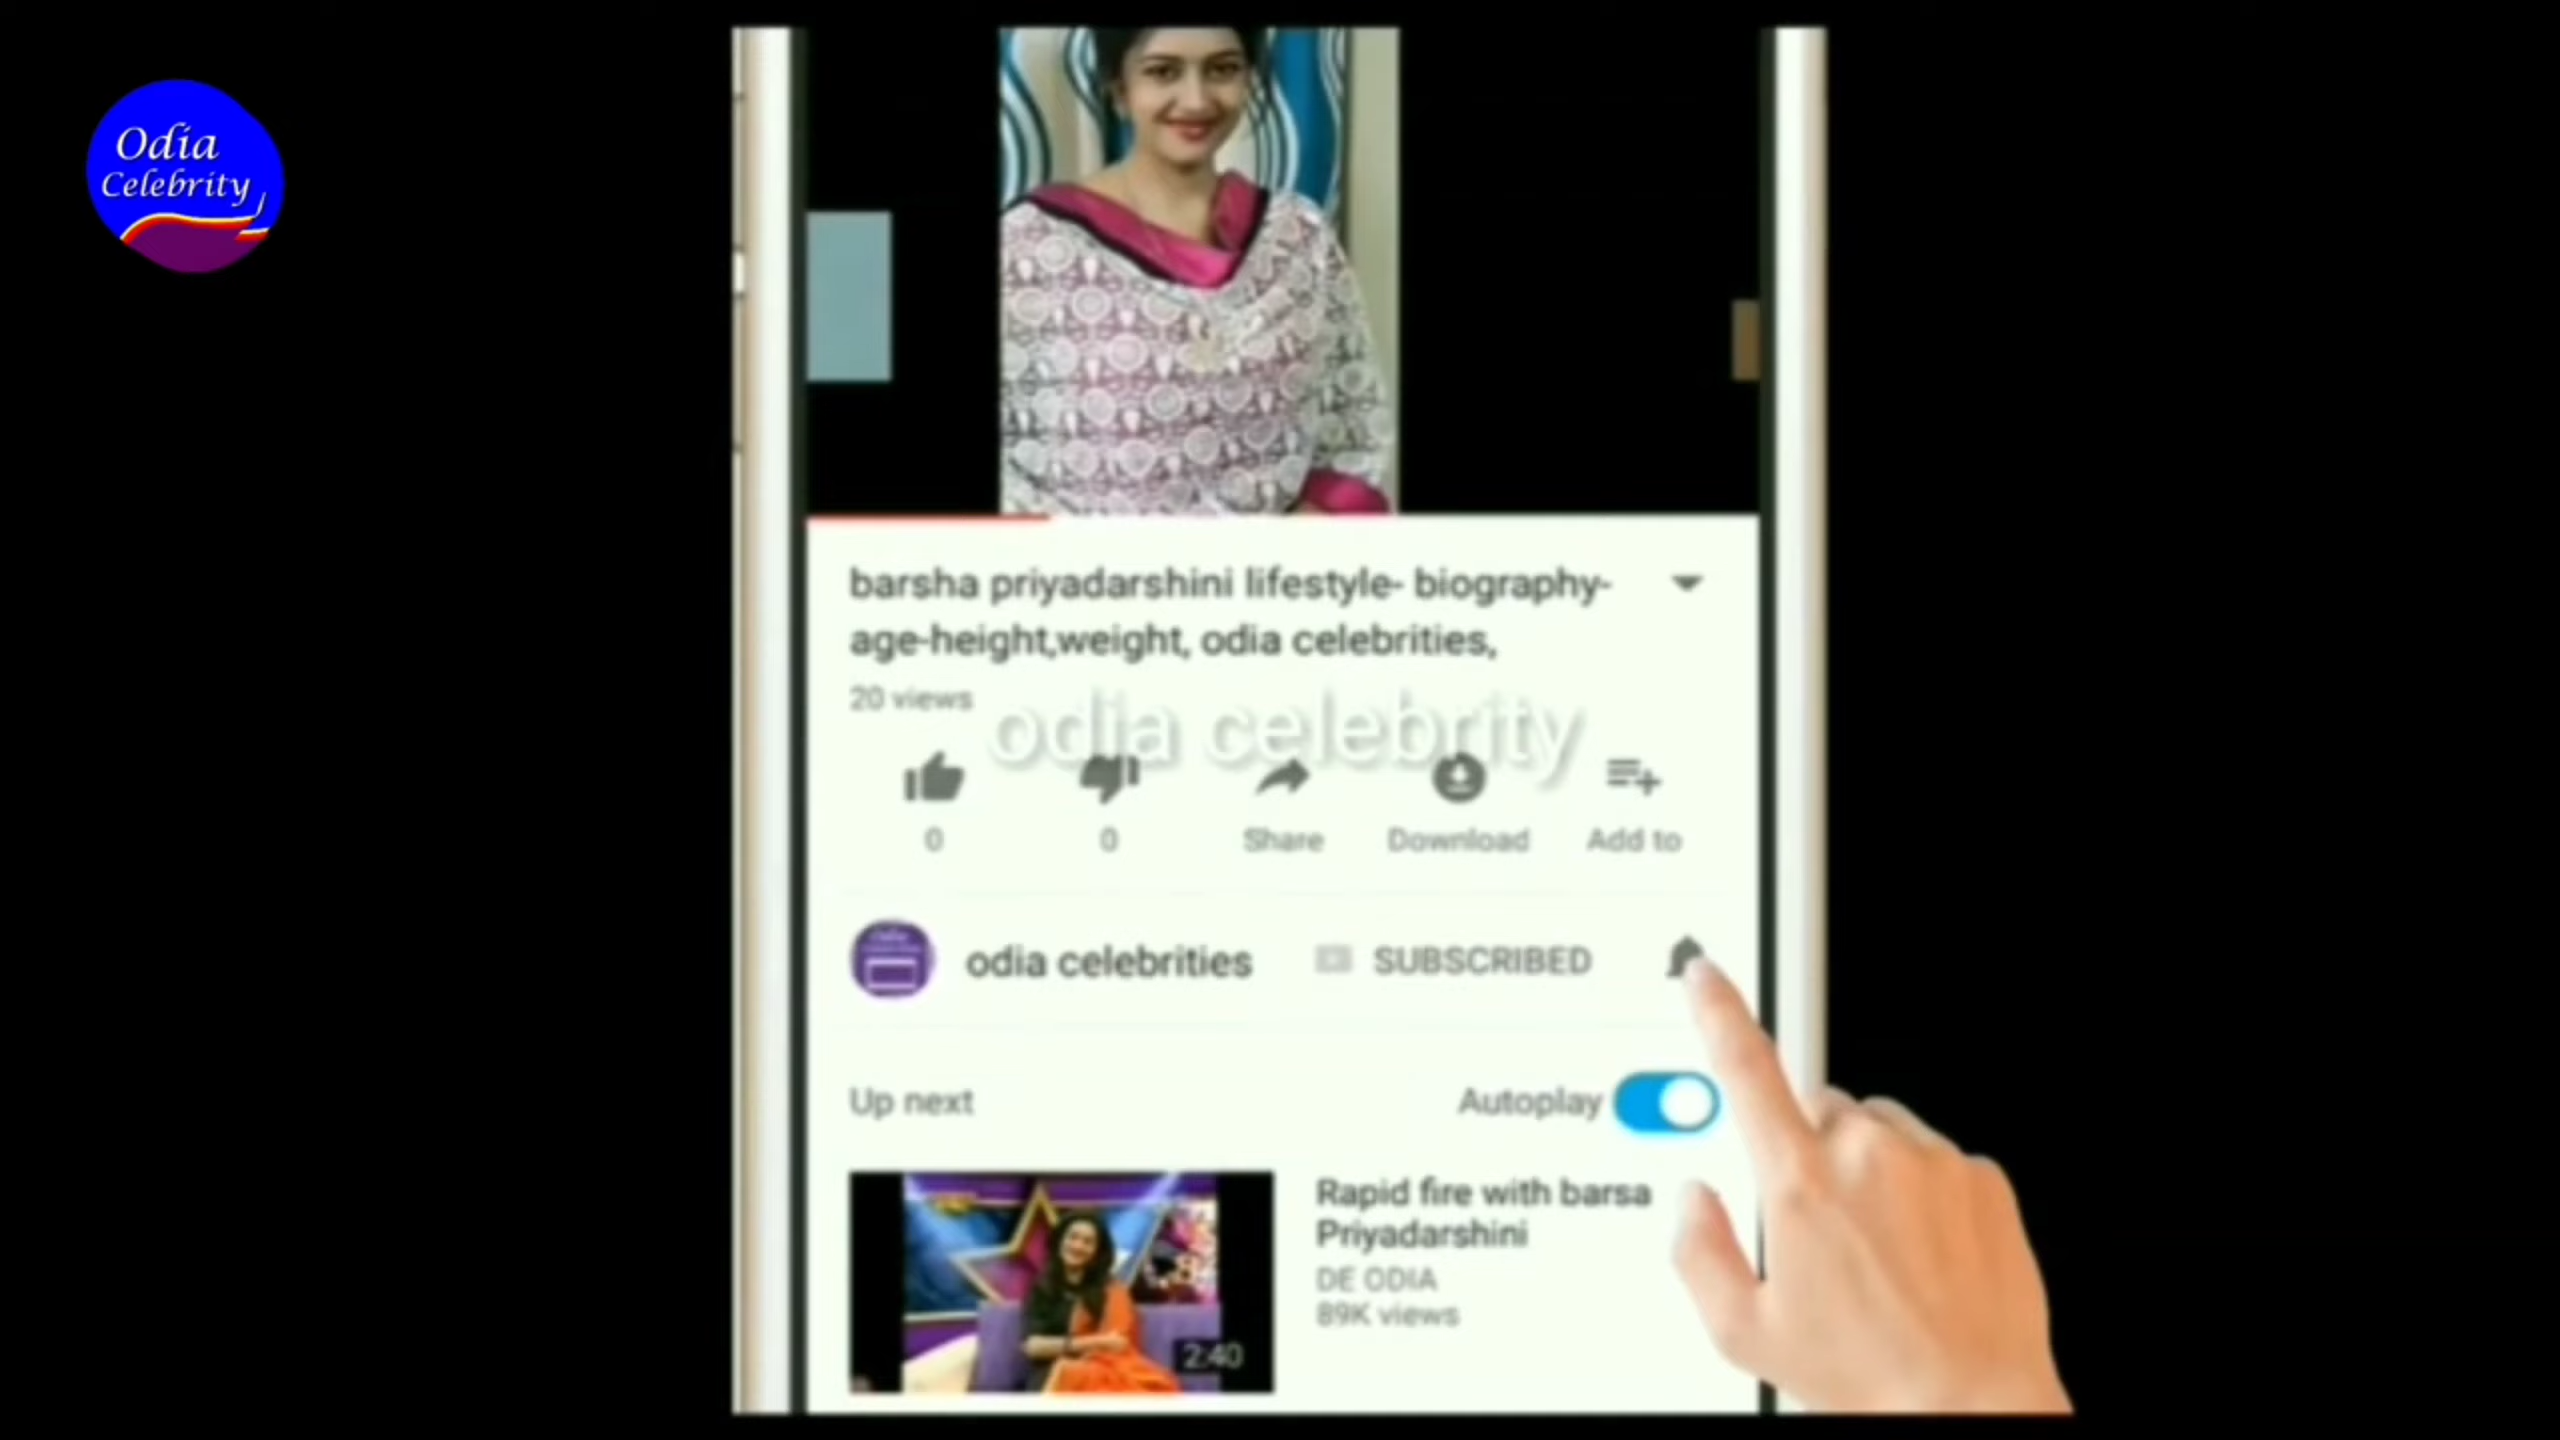 Odia
Celebrity
barsha priyadarshini lifestyle- biography-
age-height,weight, odia celebrities,
20 views
odia celebrity
0
0
Share
Download
Add to
odia celebrities
SUBSCRIBED
Up next
Autoplay
Rapid fire with barsa
Priyadarshini
DE ODIA
89K views
2:40